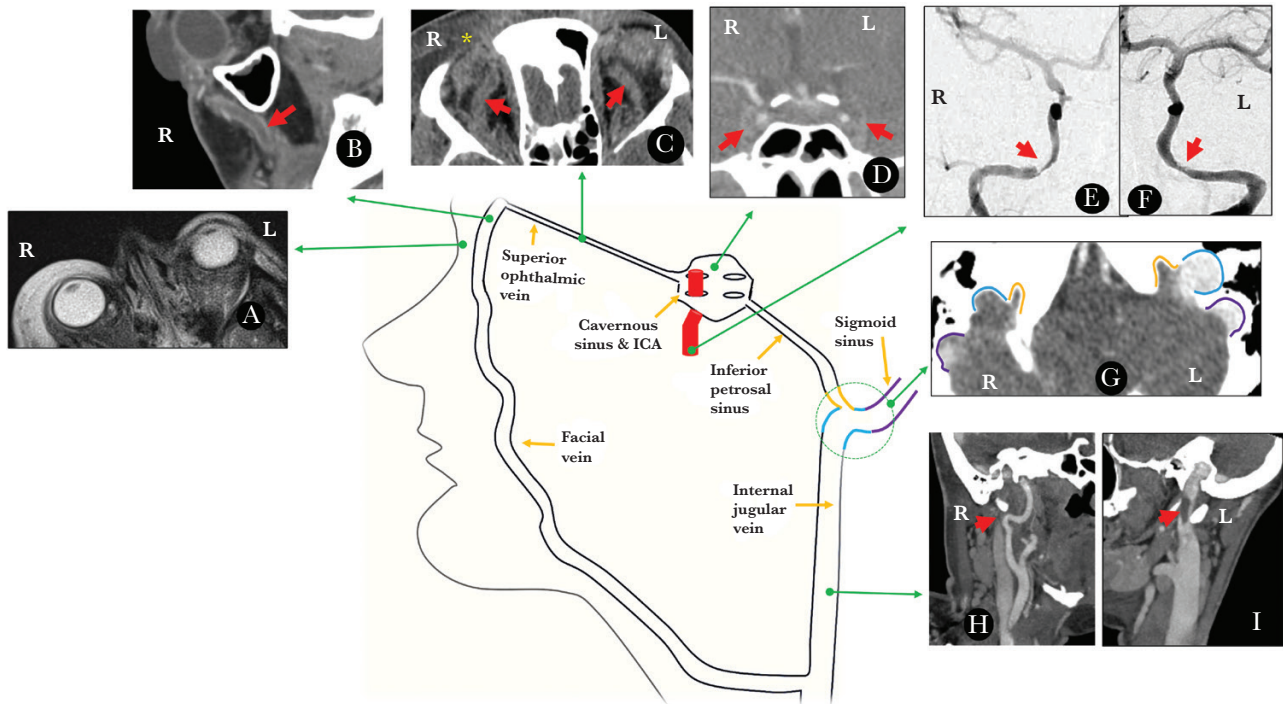 R
B
R
*
L
C
R
L
D
R
E
L
F
R
L
A
Superior
ophthalmic
vein
Cavernous
sinus & ICA
Inferior
petrosal
sinus
Sigmoid
sinus
Facial
vein
Internal
jugular
vein
R
G
L
R
H
L
I